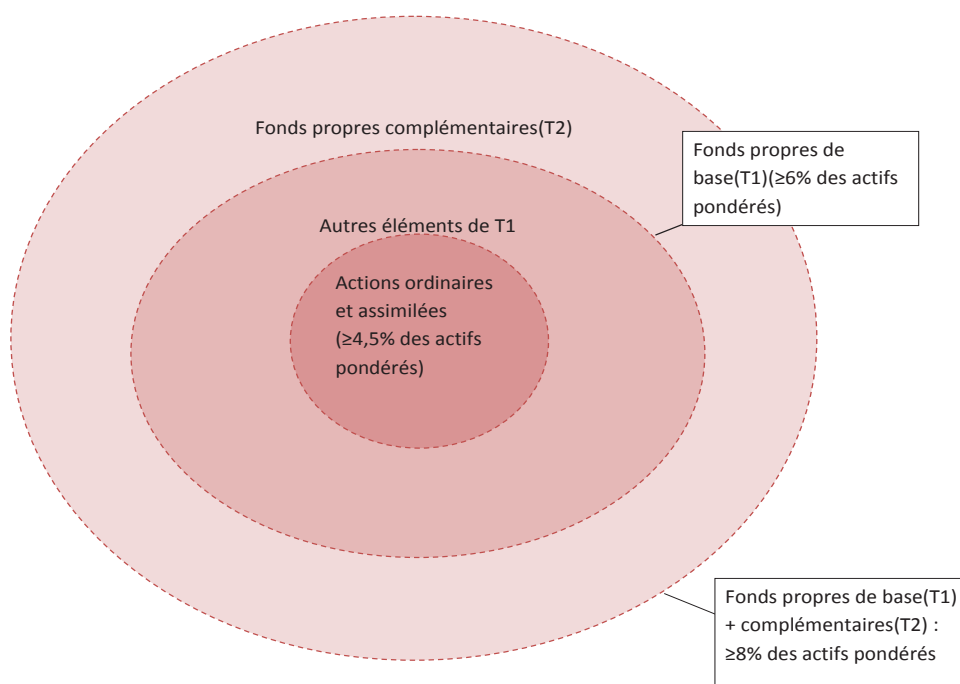 Fonds propres complémentaires(T2)
Fonds propres de
base(T1)(≥6% des actifs
pondérés)
Autres éléments de T1
Actions ordinaires
et assimilées
(≥4,5% des actifs
pondérés)
Fonds propres de base(T1)
+ complémentaires(T2) :
≥8% des actifs pondérés